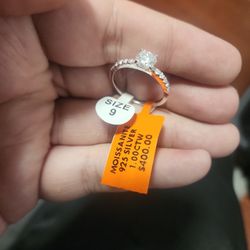 SIZE
9
MOISSANITE
925 SILVER
1.00CTW
$400.00